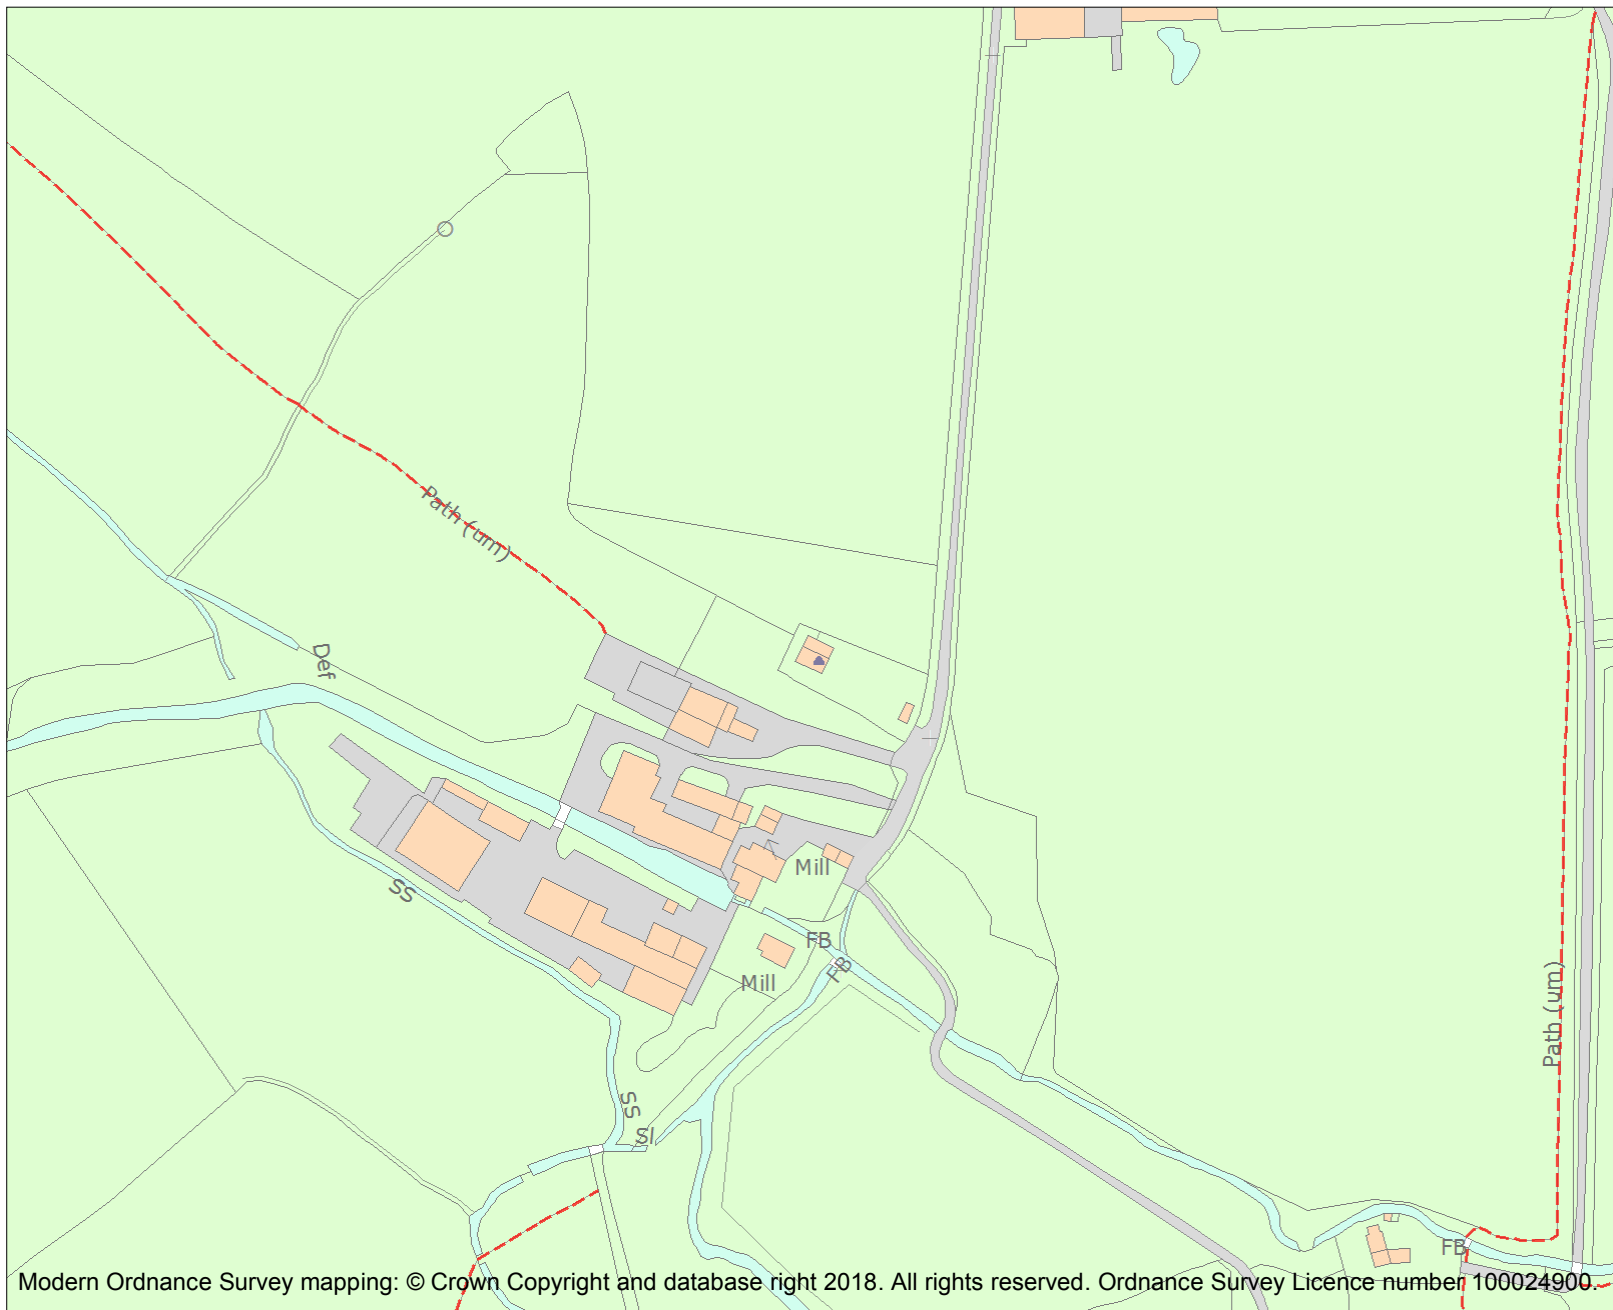 Path (um)
Def
SS
Mill
FB
FB
Mill
Path (um)
SS
Sl
FB
Modern Ordnance Survey mapping: © Crown Copyright and database right 2018. All rights reserved. Ordnance Survey Licence number 100024900.